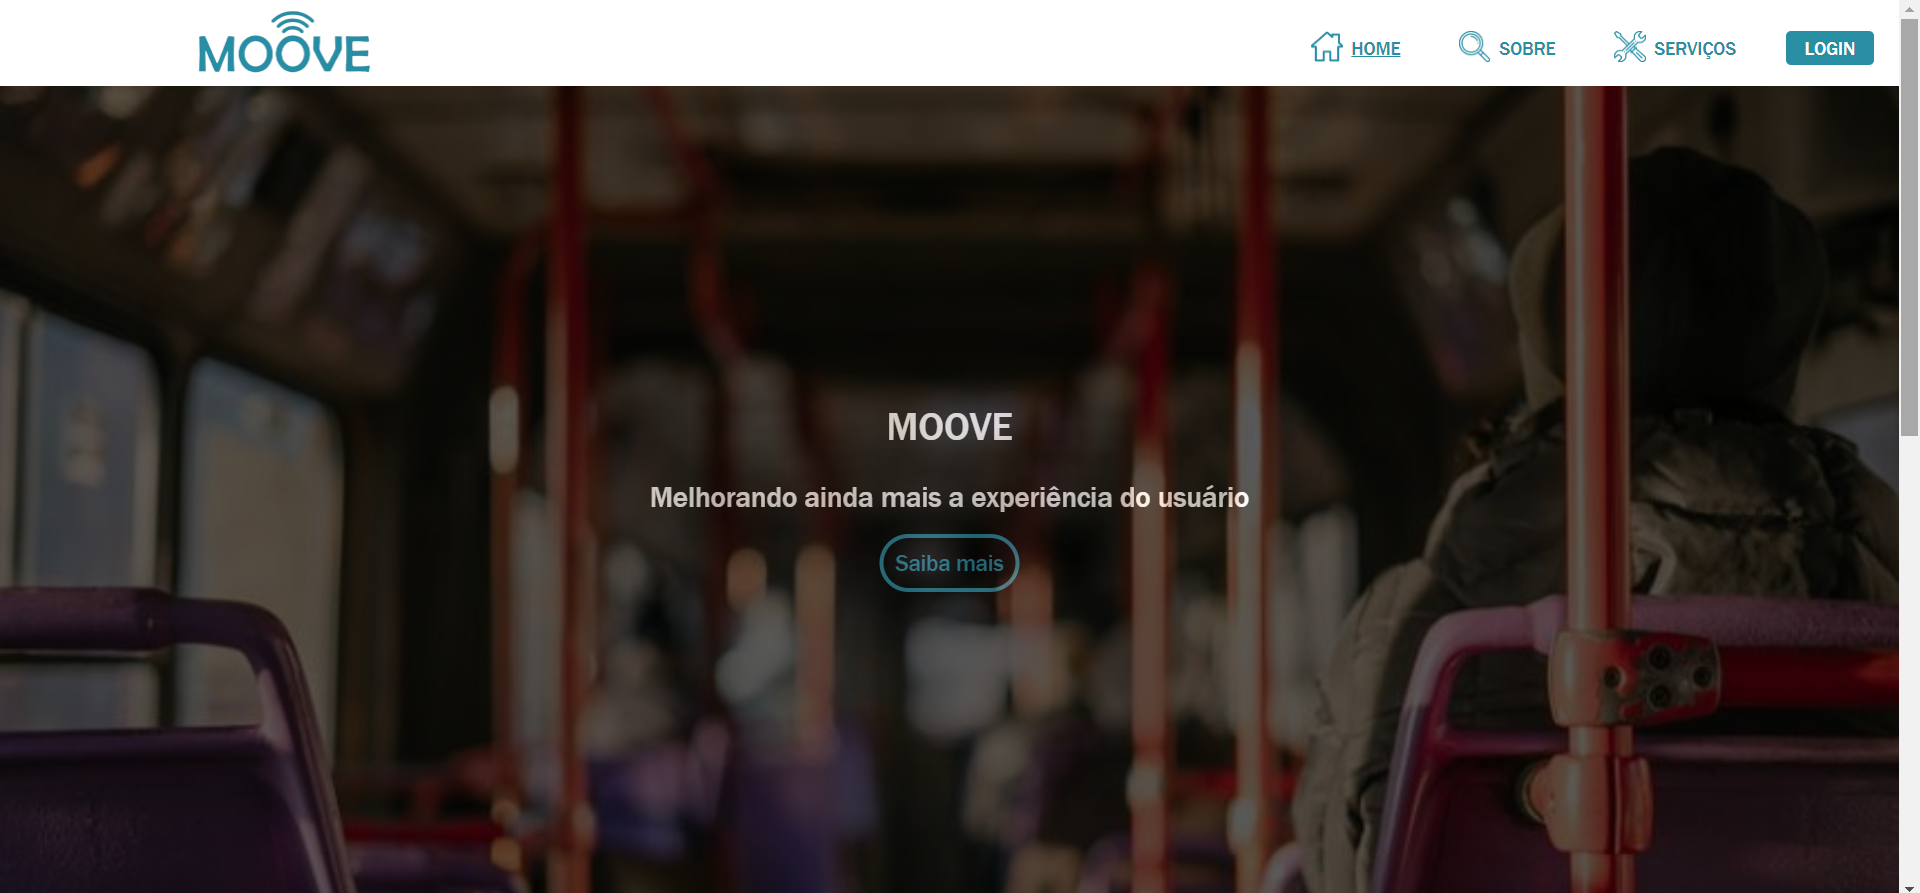 MOOVE
HOME
SOBRE
SERVIÇOS
LOGIN
MOOVE
Melhorando ainda mais a experiência do usuário
Saiba mais